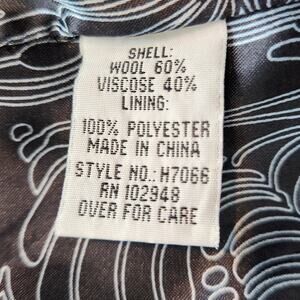 SHELL:
WOOL 60%
VISCOSE 40%
LINING:
100% POLYESTER
MADE IN CHINA
STYLE NO.: H7066
RN 102948
OVER FOR CARE